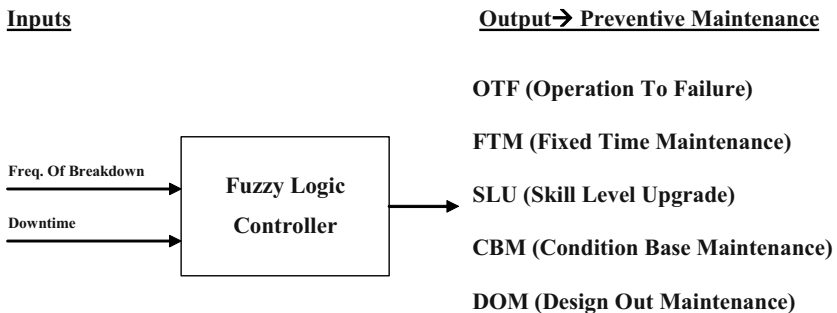 Inputs
Output→ Preventive Maintenance
OTF (Operation To Failure)
FTM (Fixed Time Maintenance)
Freq. Of Breakdown
Fuzzy Logic
Controller
SLU (Skill Level Upgrade)
Downtime
CBM (Condition Base Maintenance)
DOM (Design Out Maintenance)